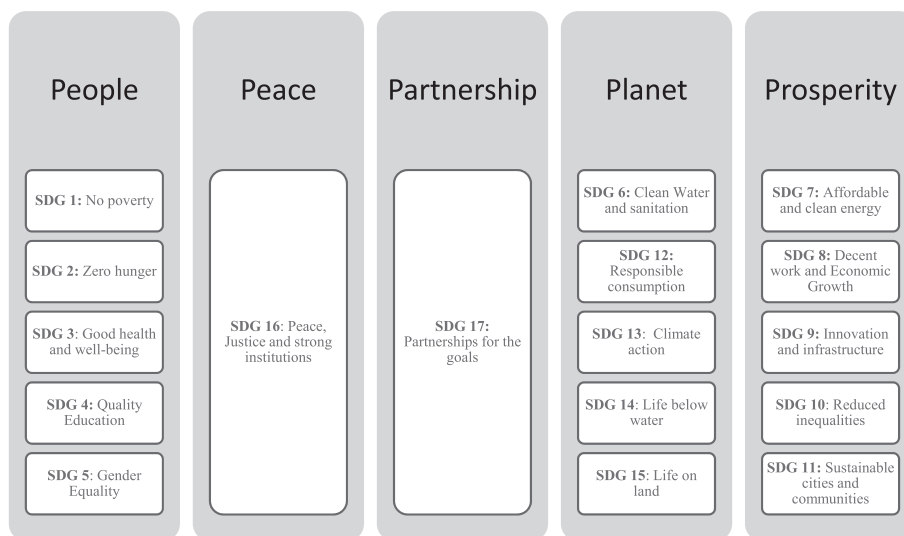 People
SDG 1: No poverty
SDG 2: Zero hunger
SDG 3: Good health
and well-being
SDG 4: Quality
Education
SDG 5: Gender
Equality
Peace
SDG 16: Peace,
Justice and strong
institutions
Partnership
SDG 17:
Partnerships for the
goals
Planet
SDG 6: Clean Water
and sanitation
SDG 12:
Responsible
consumption
SDG 13:  Climate
action
SDG 14: Life below
water
SDG 15: Life on
land
Prosperity
SDG 7: Affordable
and clean energy
SDG 8: Decent
work and Economic
Growth
SDG 9: Innovation
and infrastructure
SDG 10: Reduced
inequalities
SDG 11: Sustainable
cities and
communities